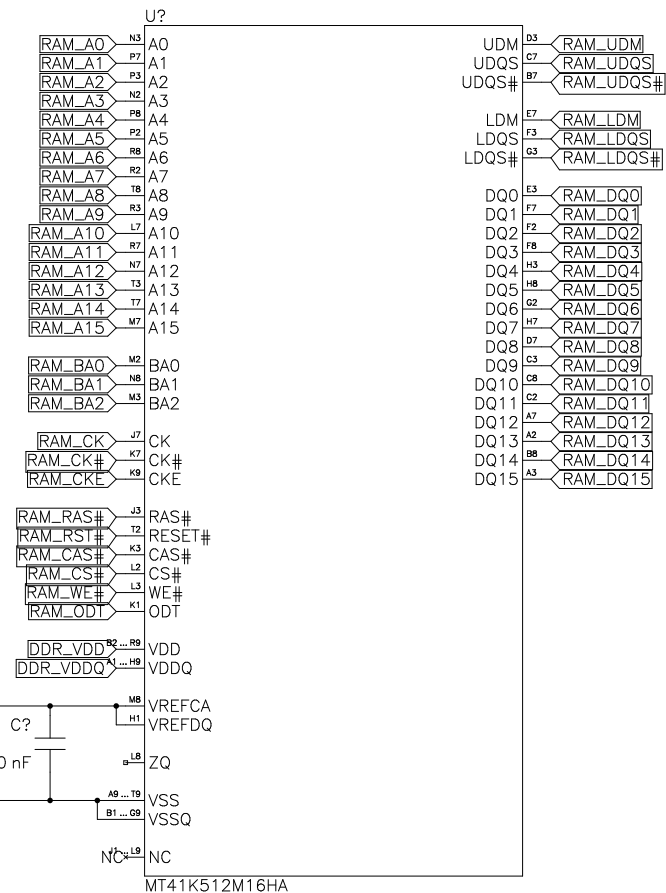 U?
RAM_A0 N3 A0 UDM D3 RAM_UDM
RAM_A1 P7 A1 UDQS C7 RAM_UDQS
RAM_A2 P3 A2 UDQS# B7 RAM_UDQS#
RAM_A3 N2 A3
RAM_A4 P8 A4 LDM E7 RAM_LDM
RAM_A5 P2 A5 LDQS F3 RAM_LDQS
RAM_A6 R8 A6 LDQS# G3 RAM_LDQS#
RAM_A7 R2 A7
RAM_A8 T8 A8 DQ0 E3 RAM_DQ0
RAM_A9 R3 A9 DQ1 F7 RAM_DQ1
RAM_A10 L7 A10 DQ2 F2 RAM_DQ2
RAM_A11 R7 A11 DQ3 F8 RAM_DQ3
RAM_A12 N7 A12 DQ4 H3 RAM_DQ4
RAM_A13 T3 A13 DQ5 H8 RAM_DQ5
RAM_A14 T7 A14 DQ6 G2 RAM_DQ6
RAM_A15 M7 A15 DQ7 H7 RAM_DQ7
DQ8 D7 RAM_DQ8
RAM_BA0 M2 BA0 DQ9 C3 RAM_DQ9
RAM_BA1 N8 BA1 DQ10 C8 RAM_DQ10
RAM_BA2 M3 BA2 DQ11 C2 RAM_DQ11
DQ12 A7 RAM_DQ12
RAM_CK J7 CK DQ13 A2 RAM_DQ13
RAM_CK# K7 CK# DQ14 B8 RAM_DQ14
RAM_CKE K9 CKE DQ15 A3 RAM_DQ15
RAM_RAS# J3 RAS#
RAM_RST# T2 RESET#
RAM_CAS# K3 CAS#
RAM_CS# L2 CS#
RAM_WE# L3 WE#
RAM_ODT K1 ODT
DDR_VDD B2 ... R9 VDD
DDR_VDDQ A1 ... H9 VDDQ
M8 VREFCA
C? H1 VREFDQ
0 nF L8 ZQ
A9 ... T9 VSS
B1 ... G9 VSSQ
NC J1 ... L9 NC
MT41K512M16HA